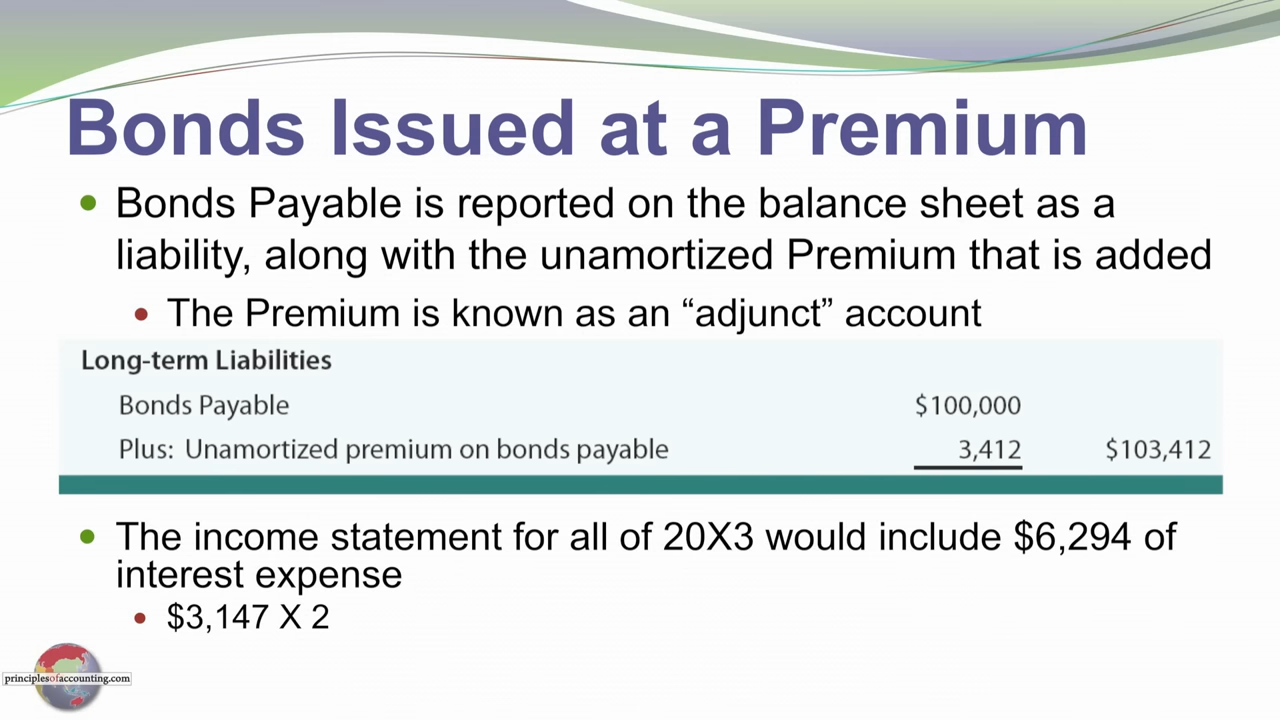 Bonds Issued at a Premium
• Bonds Payable is reported on the balance sheet as a
liability, along with the unamortized Premium that is added
• The Premium is known as an “adjunct” account
Long-term Liabilities
Bonds Payable $100,000
Plus: Unamortized premium on bonds payable 3,412 $103,412
• The income statement for all of 20X3 would include $6,294 of
interest expense
• $3,147 X 2
principlesofaccounting.com